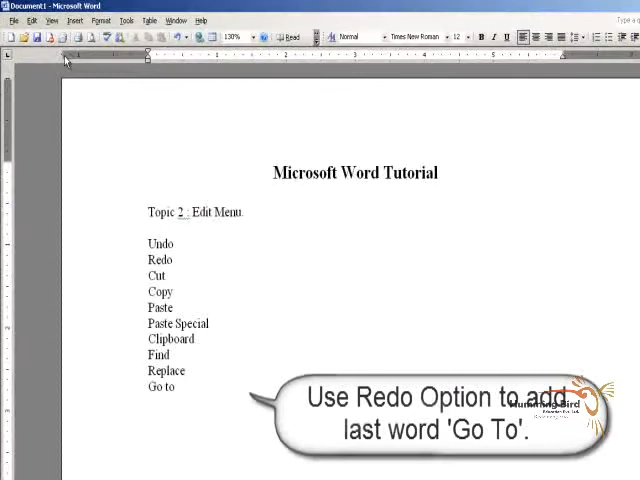 Document1 - Microsoft Word
File Edit View Insert Format Tools Table Window Help
Type a q
130% Read Normal Times New Roman 12 B I U
Microsoft Word Tutorial
Topic 2 : Edit Menu.
Undo
Redo
Cut
Copy
Paste
Paste Special
Clipboard
Find
Replace
Go to
Use Redo Option to add
last word 'Go To'.
Humming Bird